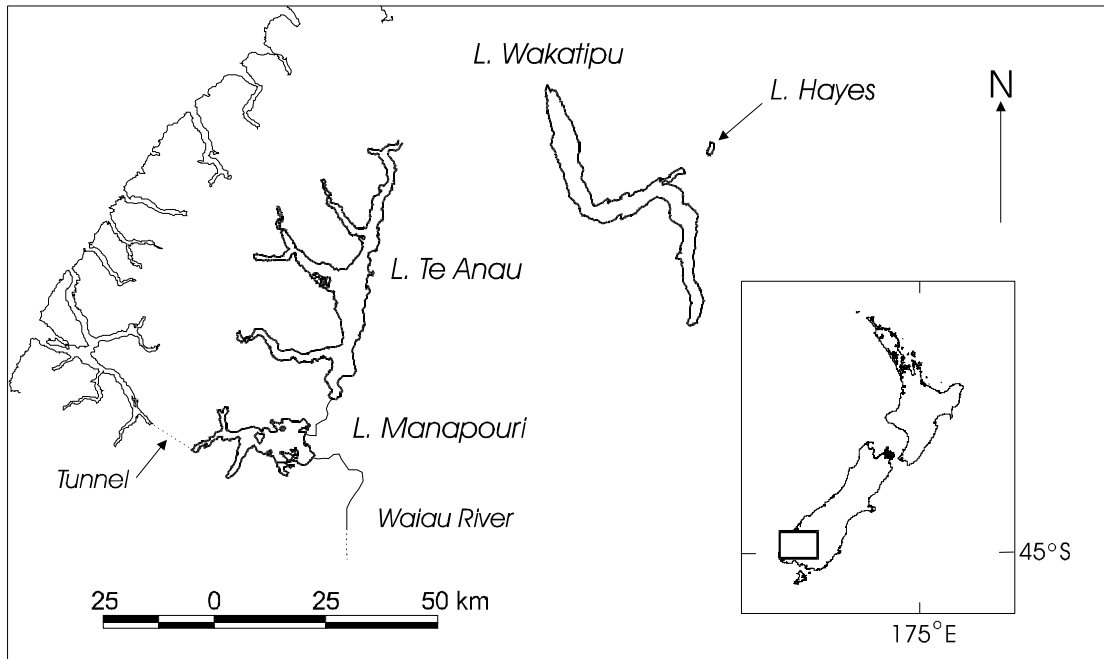 L. Wakatipu
L. Hayes
N
L. Te Anau
L. Manapouri
Tunnel
Waiau River
45°S
25 0 25 50 km
175°E